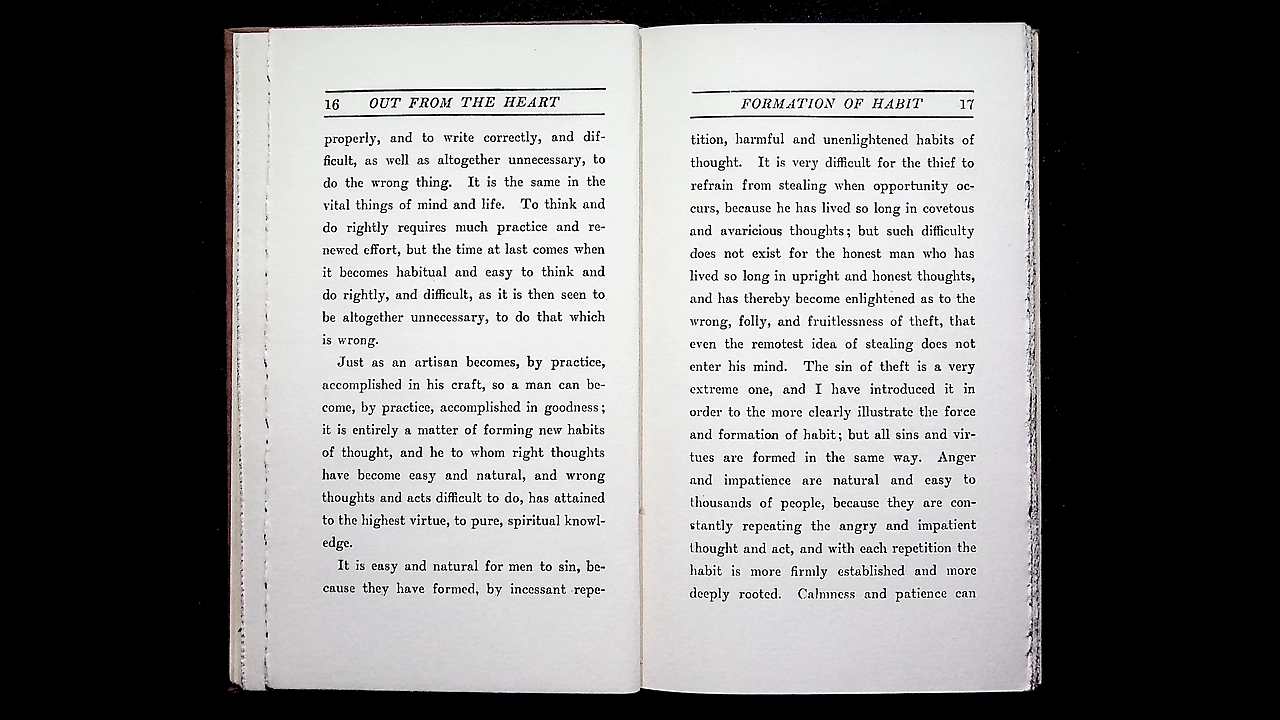 16 OUT FROM THE HEART
properly, and to write correctly, and dif-
ficult, as well as altogether unnecessary, to
do the wrong thing. It is the same in the
vital things of mind and life. To think and
do rightly requires much practice and re-
newed effort, but the time at last comes when
it becomes habitual and easy to think and
do rightly, and difficult, as it is then seen to
be altogether unnecessary, to do that which
is wrong.
Just as an artisan becomes, by practice,
accomplished in his craft, so a man can be-
come, by practice, accomplished in goodness;
it is entirely a matter of forming new habits
of thought, and he to whom right thoughts
have become easy and natural, and wrong
thoughts and acts difficult to do, has attained
to the highest virtue, to pure, spiritual knowl-
edge.
It is easy and natural for men to sin, be-
cause they have formed, by incessant repe-
FORMATION OF HABIT 17
tition, harmful and unenlightened habits of
thought. It is very difficult for the thief to
refrain from stealing when opportunity oc-
curs, because he has lived so long in covetous
and avaricious thoughts; but such difficulty
does not exist for the honest man who has
lived so long in upright and honest thoughts,
and has thereby become enlightened as to the
wrong, folly, and fruitlessness of theft, that
even the remotest idea of stealing does not
enter his mind. The sin of theft is a very
extreme one, and I have introduced it in
order to the more clearly illustrate the force
and formation of habit; but all sins and vir-
tues are formed in the same way. Anger
and impatience are natural and easy to
thousands of people, because they are con-
stantly repeating the angry and impatient
thought and act, and with each repetition the
habit is more firmly established and more
deeply rooted. Calmness and patience can